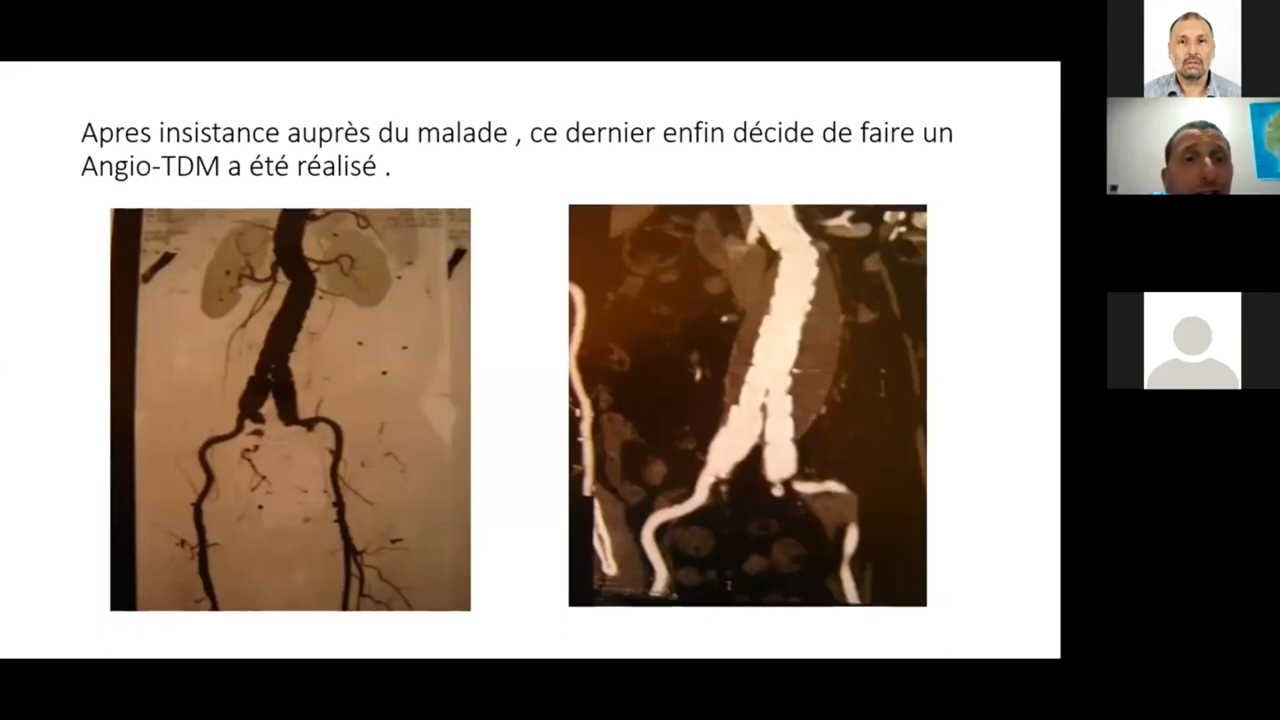 Apres insistance auprès du malade , ce dernier enfin décide de faire un
Angio-TDM a été réalisé .